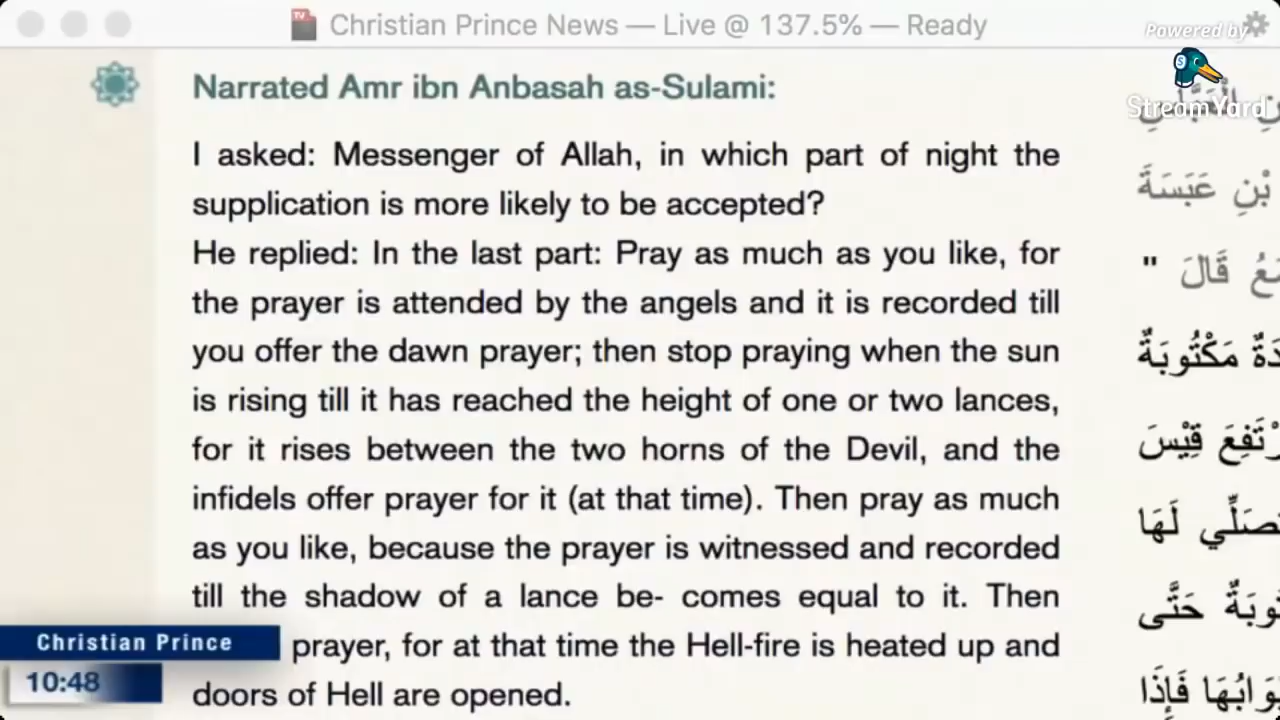 Christian Prince News — Live @ 137.5% — Ready
Powered by
StreamYard
Narrated Amr ibn Anbasah as-Sulami:
I asked: Messenger of Allah, in which part of night the
supplication is more likely to be accepted?
He replied: In the last part: Pray as much as you like, for
the prayer is attended by the angels and it is recorded till
you offer the dawn prayer; then stop praying when the sun
is rising till it has reached the height of one or two lances,
for it rises between the two horns of the Devil, and the
infidels offer prayer for it (at that time). Then pray as much
as you like, because the prayer is witnessed and recorded
till the shadow of a lance be- comes equal to it. Then
prayer, for at that time the Hell-fire is heated up and
doors of Hell are opened.
بْنِ عَبَسَةَ
قَالَ "
مَكْتُوبَةٌ
قِيْسَ
لَهَا
حَتَّى
فَإِذَا
Christian Prince
10:48